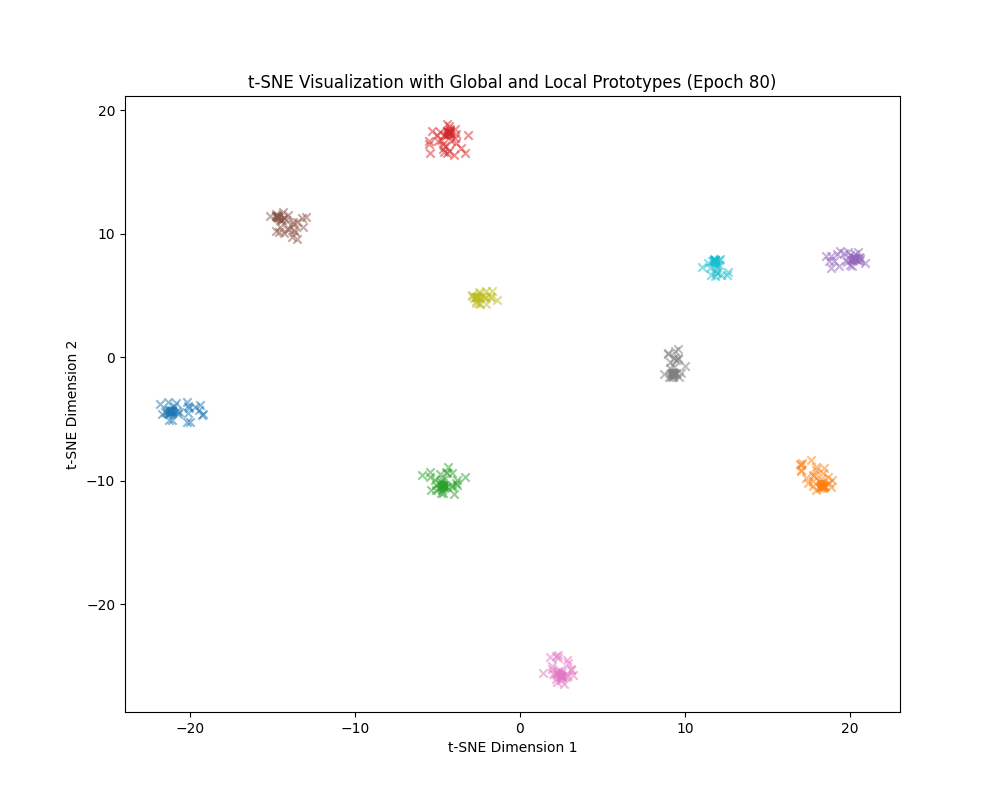 t-SNE Visualization with Global and Local Prototypes (Epoch 80)
20
10
0
−10
−20
t-SNE Dimension 2
−20 −10 0 10 20
t-SNE Dimension 1